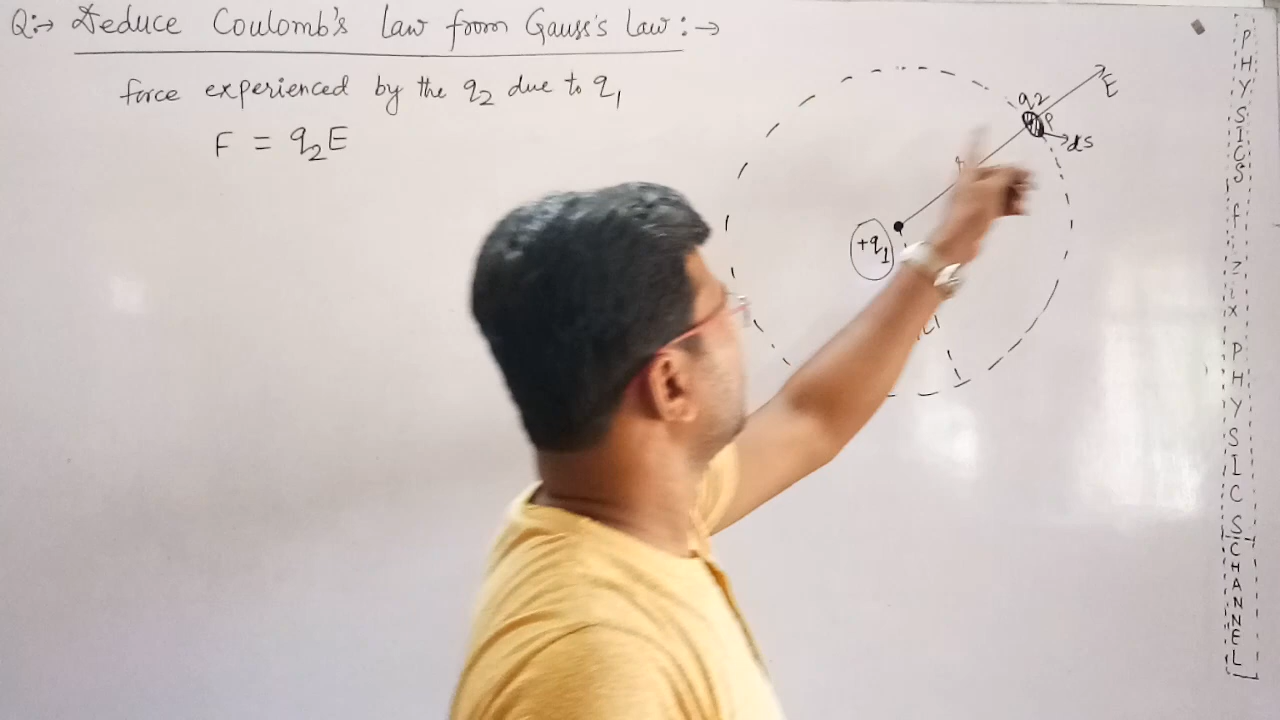 Q:→ Deduce Coulomb's Law from Gauss's Law:→
force experienced by the q2 due to q1
F = q2E
E
q2
P
dS
r
+q1
PHYSICS fizix PHYSICS CHANNEL